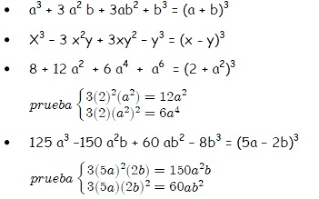 • a³ + 3 a² b + 3ab² + b³ = (a + b)³
• X³ - 3 x²y + 3xy² - y³ = (x - y)³
• 8 + 12 a² + 6 a⁴ + a⁶ = (2 + a²)³
prueba { 3(2)²(a²) = 12a²
3(2)(a²)² = 6a⁴
• 125 a³ -150 a²b + 60 ab² - 8b³ = (5a - 2b)³
prueba { 3(5a)²(2b) = 150a²b
3(5a)(2b)² = 60ab²